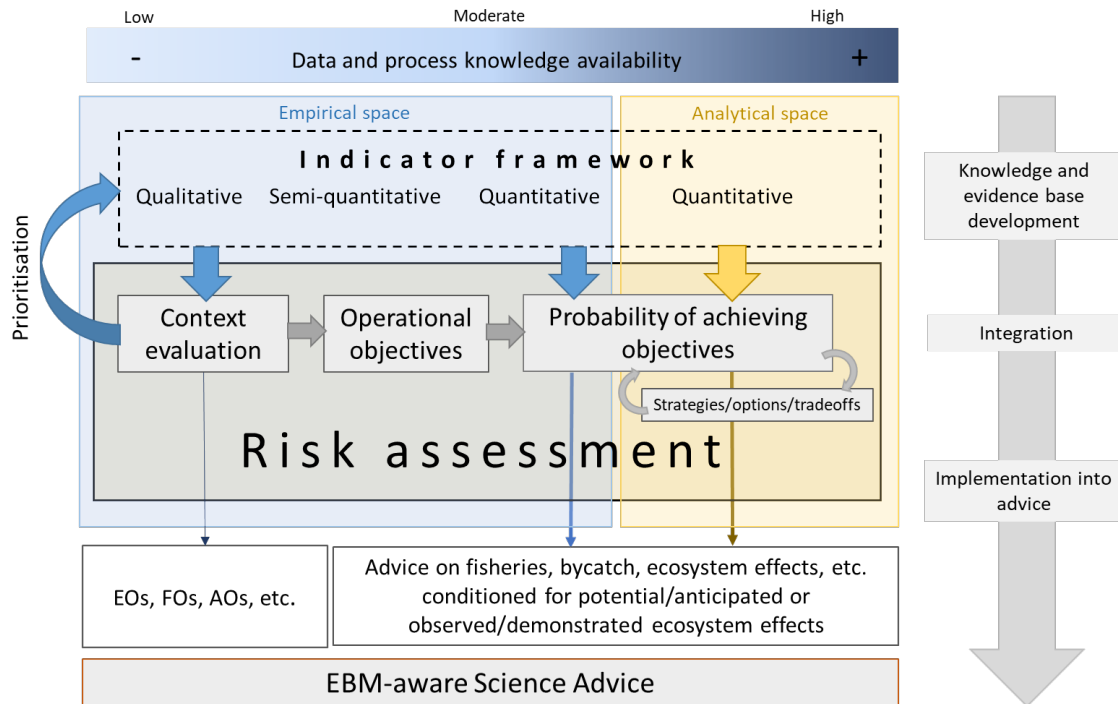 Low
Moderate
High
-
Data and process knowledge availability
+
Empirical space
Analytical space
Indicator framework
Qualitative
Semi-quantitative
Quantitative
Quantitative
Prioritisation
Context
evaluation
Operational
objectives
Probability of achieving
objectives
Strategies/options/tradeoffs
Risk assessment
EOs, FOs, AOs, etc.
Advice on fisheries, bycatch, ecosystem effects, etc.
conditioned for potential/anticipated or
observed/demonstrated ecosystem effects
EBM-aware Science Advice
Knowledge and
evidence base
development
Integration
Implementation into
advice